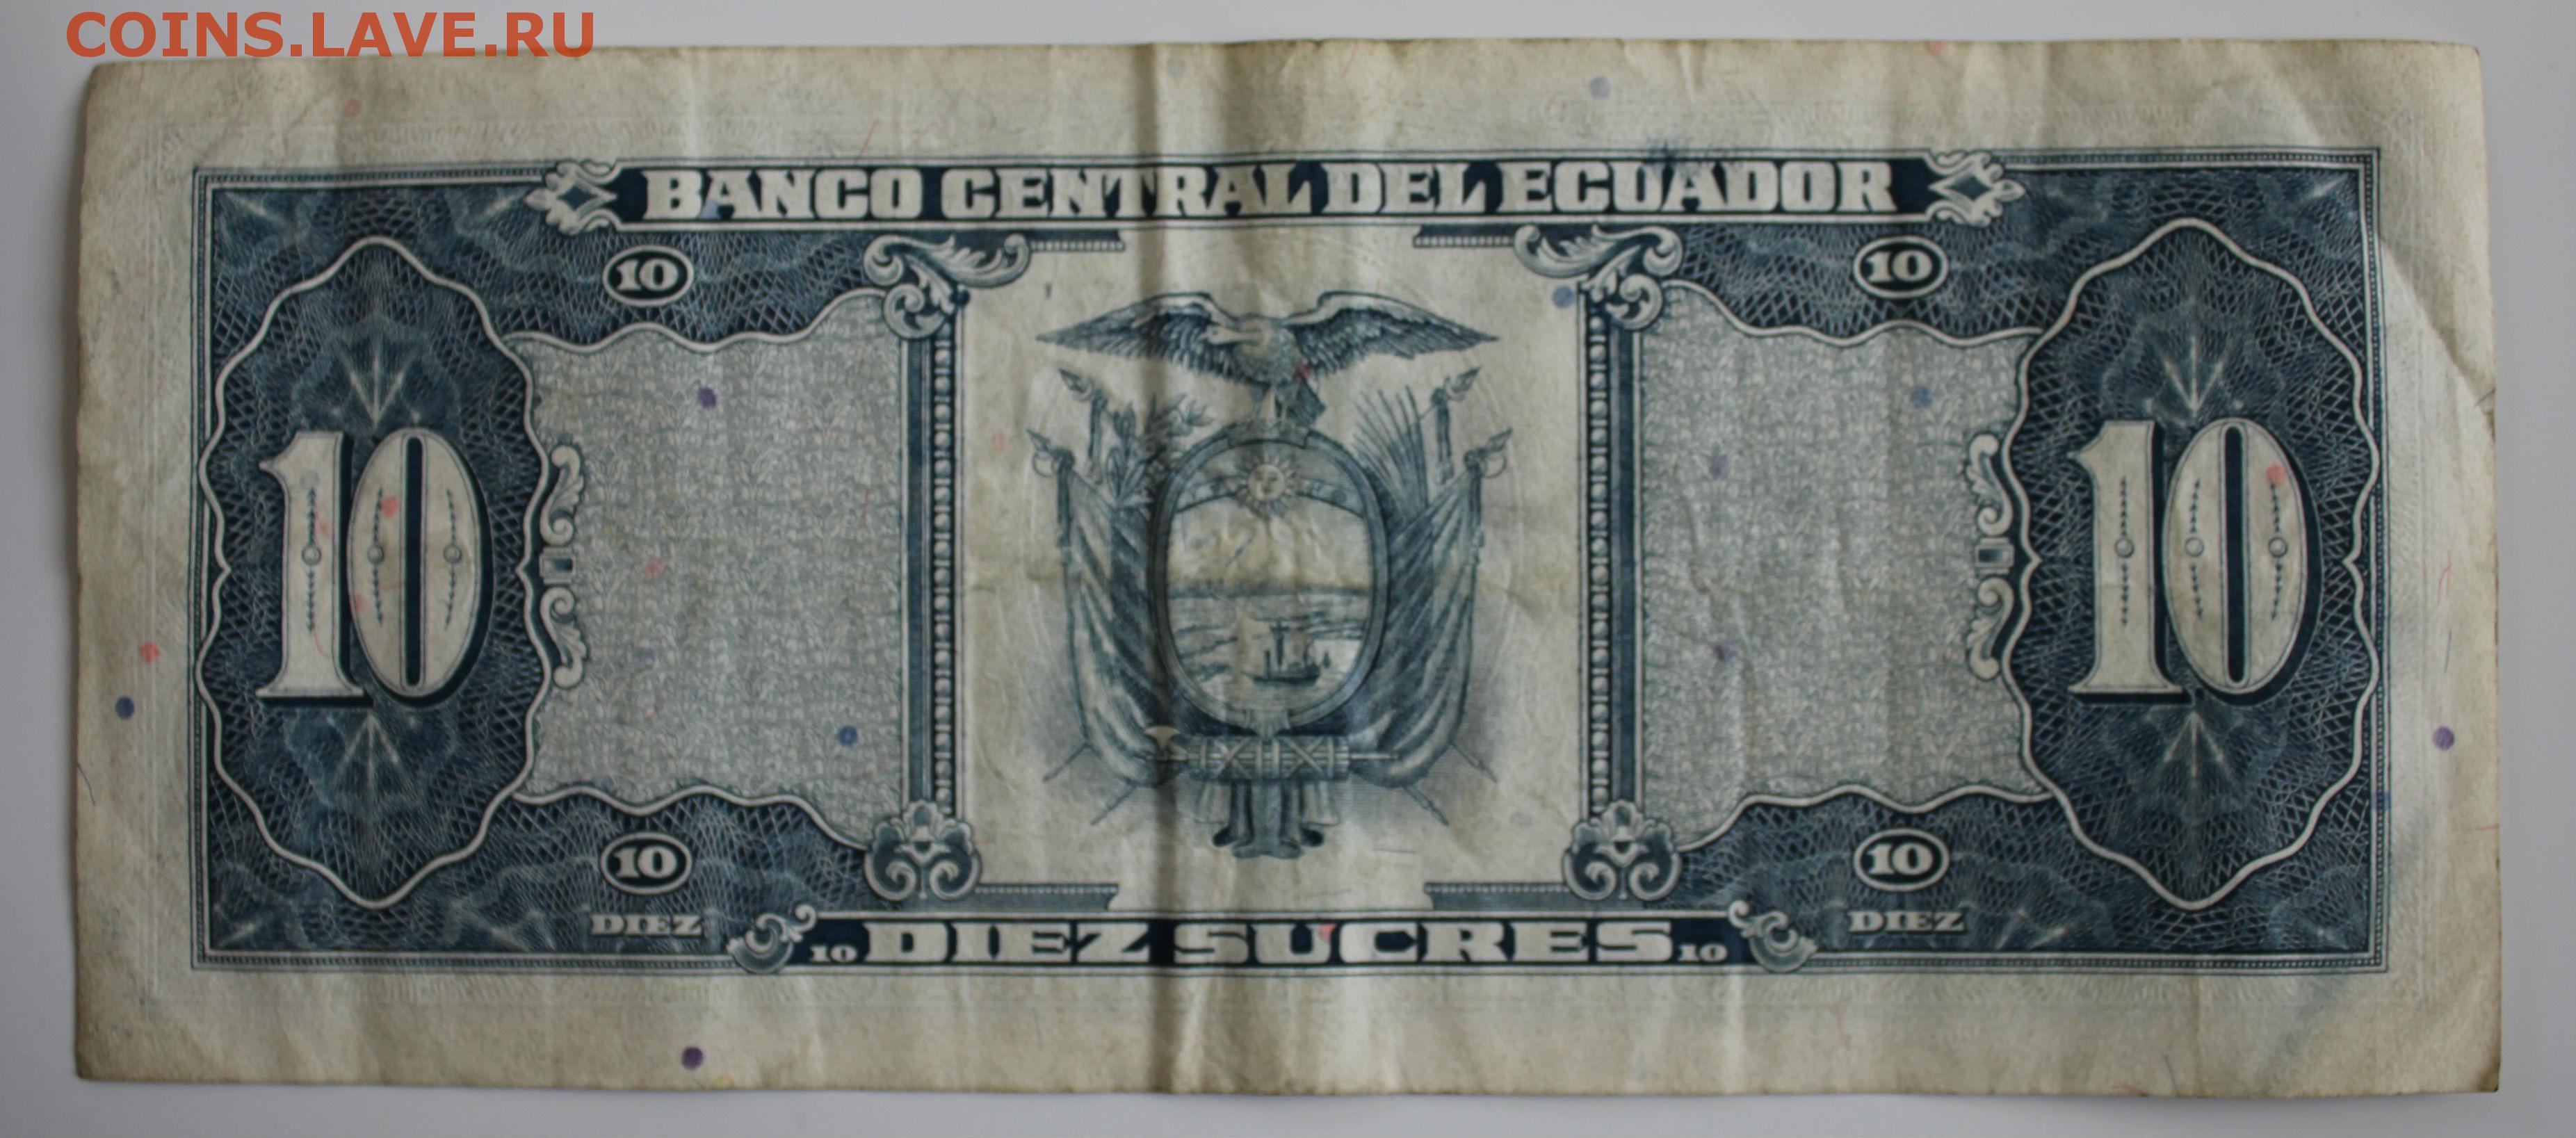 COINS.LAVE.RU
BANCO CENTRAL DEL ECUADOR
10 10
10 10
10 10
DIEZ DIEZ
10 DIEZ SUCRES 10